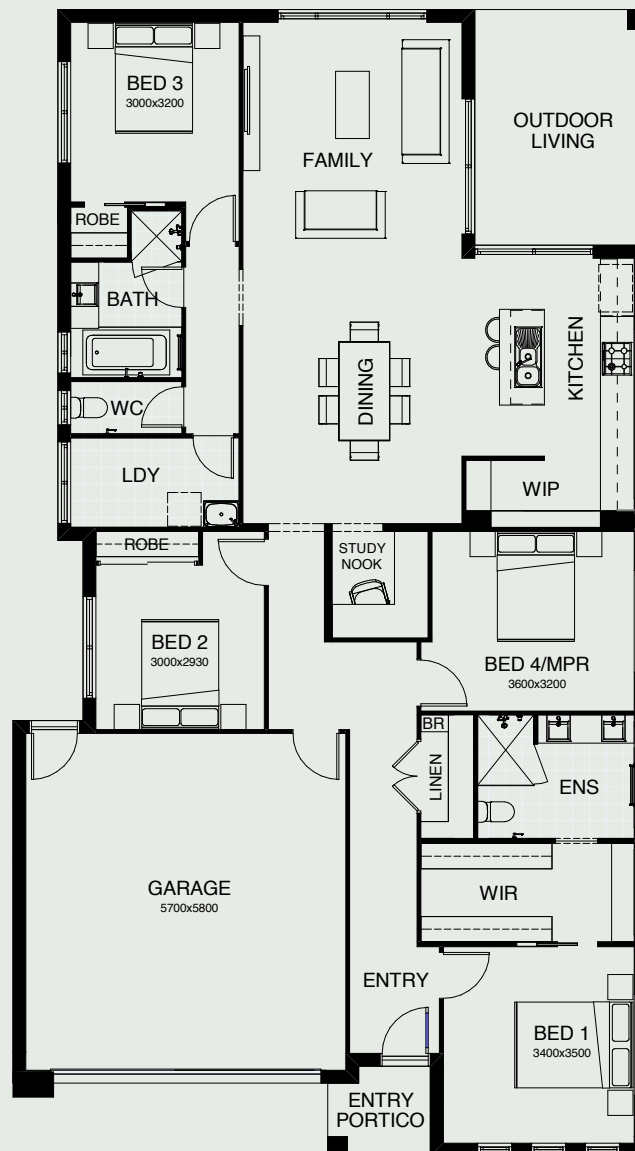 BED 3
3000x3200
FAMILY
OUTDOOR
LIVING
ROBE
BATH
WC
DINING
KITCHEN
LDY
WIP
ROBE
STUDY
NOOK
BED 2
3000x2930
BED 4/MPR
3600x3200
BR
LINEN
ENS
GARAGE
5700x5800
WIR
ENTRY
BED 1
3400x3500
ENTRY
PORTICO